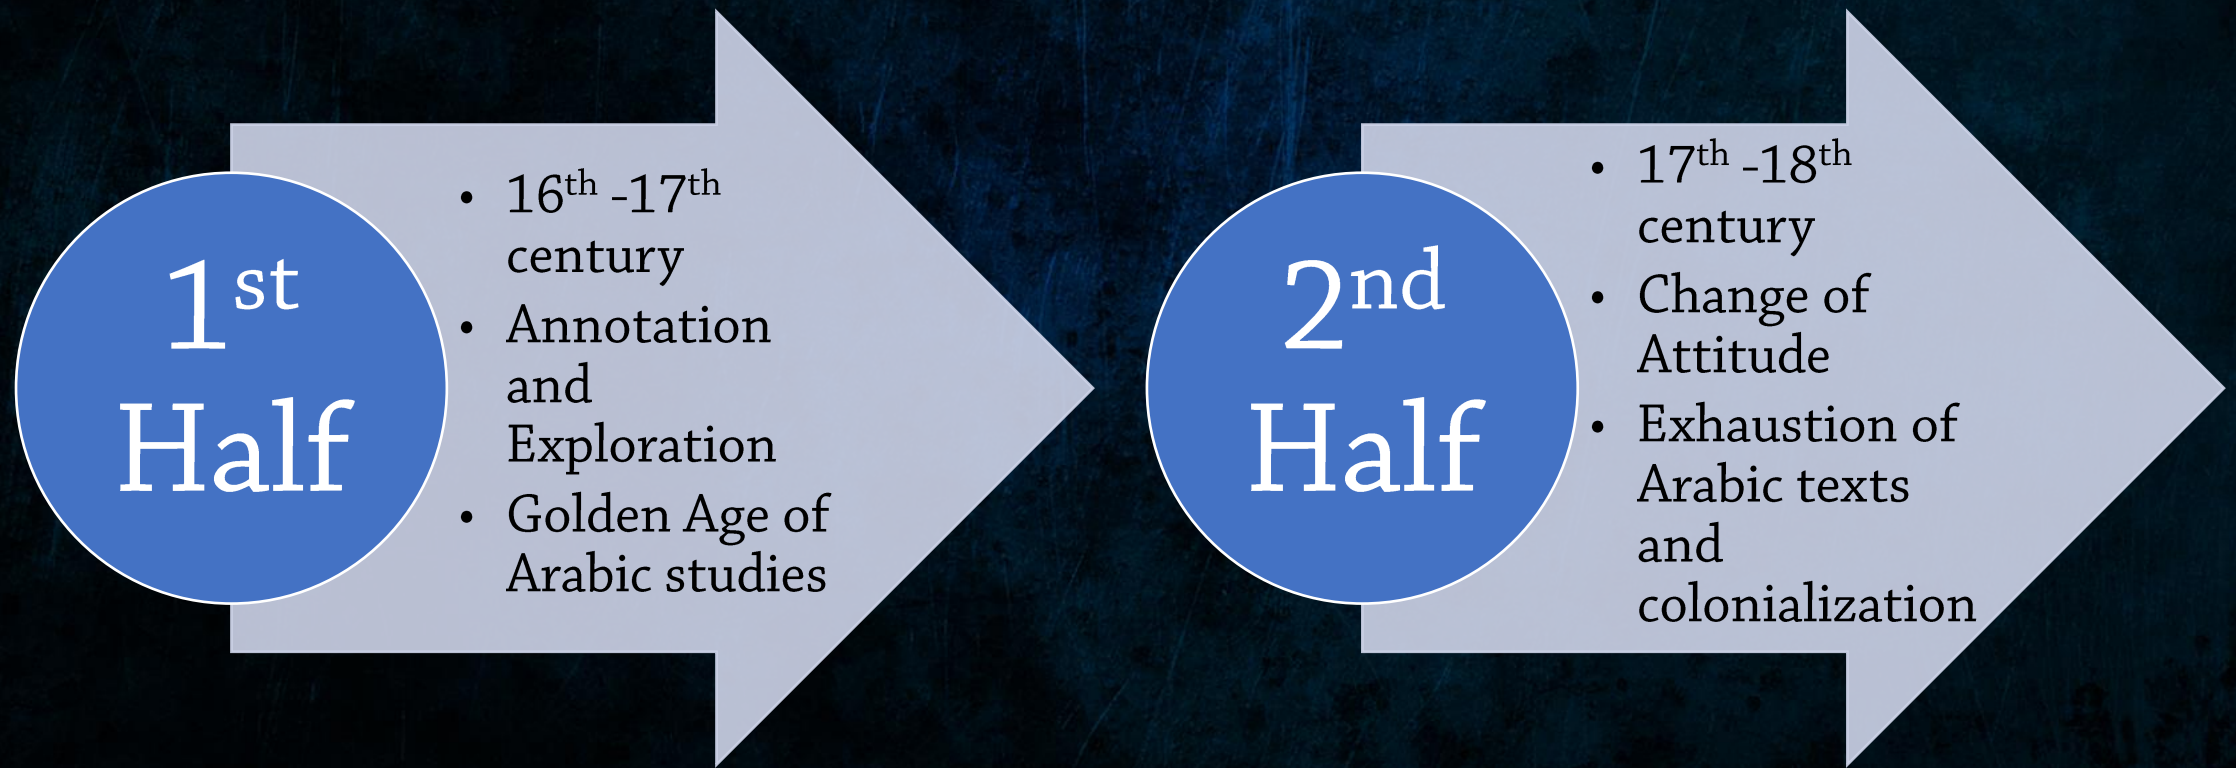 1st
Half
• 16th -17th
century
• Annotation
and
Exploration
• Golden Age of
Arabic studies
2nd
Half
• 17th -18th
century
• Change of
Attitude
• Exhaustion of
Arabic texts
and
colonialization